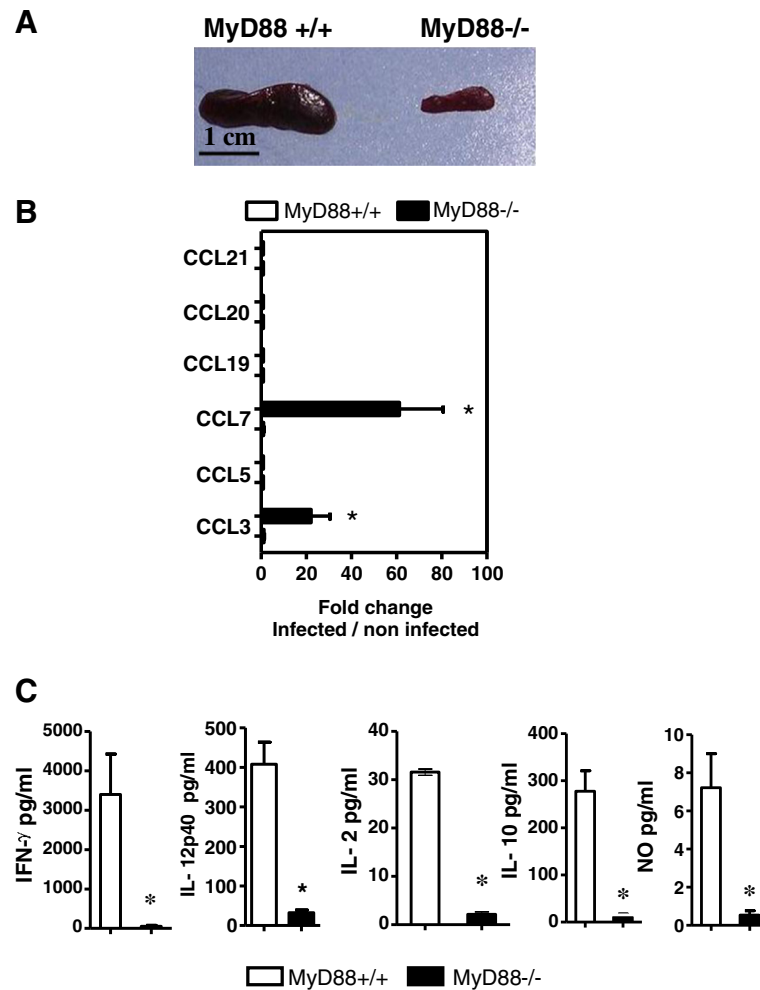 A
MyD88 +/+ MyD88-/-
1 cm
B
MyD88+/+ MyD88-/-
CCL21
CCL20
CCL19
CCL7
*
CCL5
CCL3
*
0 20 40 60 80 100
Fold change
Infected / non infected
C
IFN-γ pg/ml
5000
4000
3000
2000
1000
0
*
IL- 12p40 pg/ml
500
400
300
200
100
0
*
IL- 2 pg/ml
40
30
20
10
0
*
IL- 10 pg/ml
400
300
200
100
0
*
NO pg/ml
10
8
6
4
2
0
*
MyD88+/+ MyD88-/-